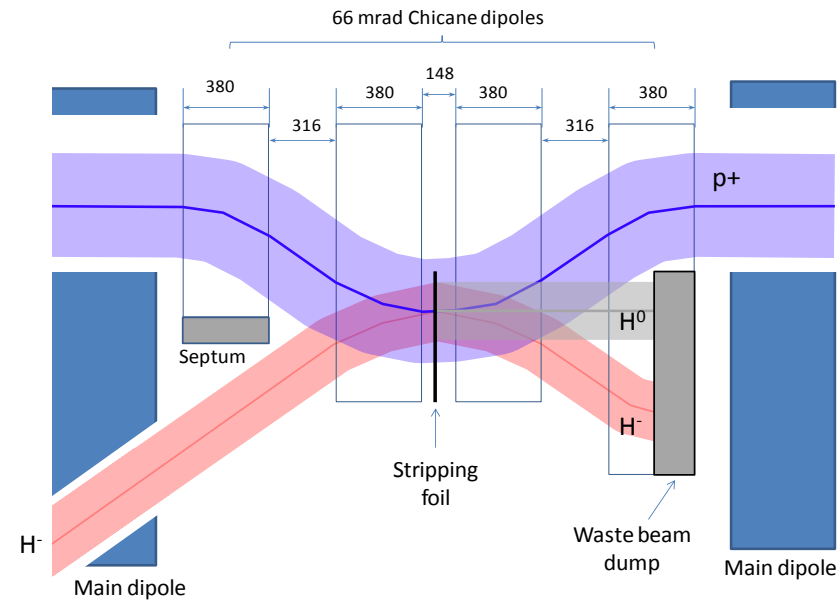 66 mrad Chicane dipoles
148
380
380
380
380
316
316
p+
H0
Septum
H-
Stripping
foil
H-
Waste beam
dump
Main dipole
Main dipole